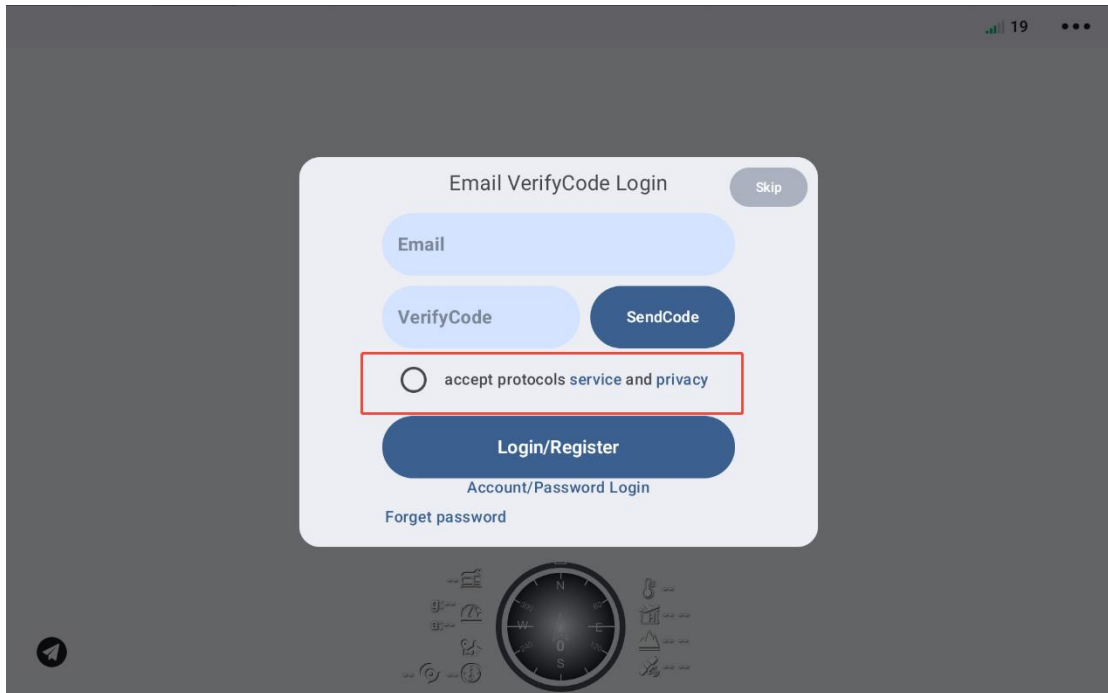 19
Email VerifyCode Login
Skip
Email
VerifyCode
SendCode
accept protocols service and privacy
Login/Register
Account/Password Login
Forget password
N
W
E
0
S